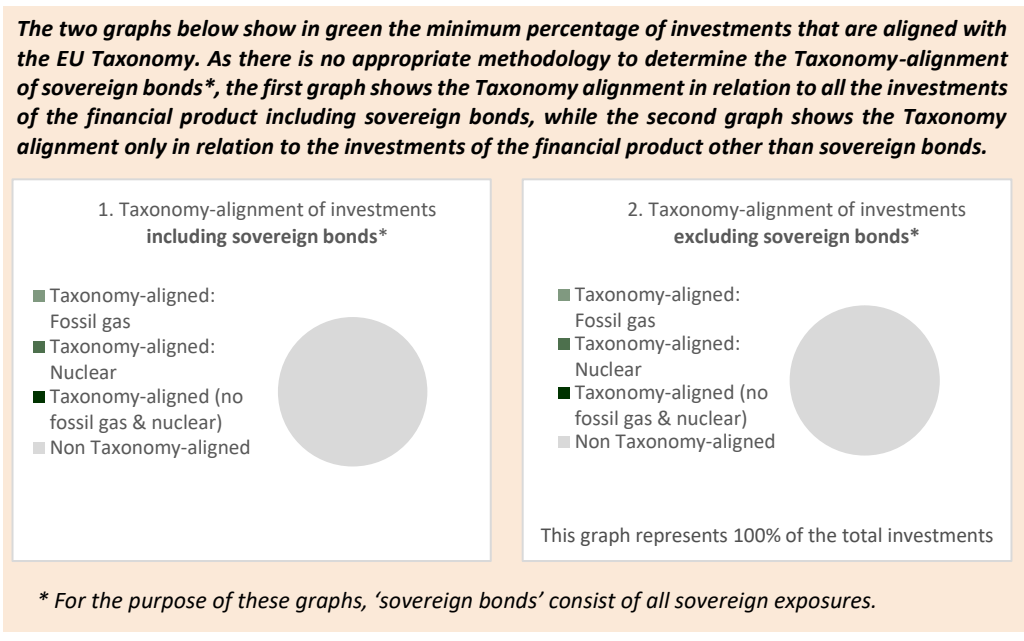 The two graphs below show in green the minimum percentage of investments that are aligned with
the EU Taxonomy. As there is no appropriate methodology to determine the Taxonomy-alignment
of sovereign bonds*, the first graph shows the Taxonomy alignment in relation to all the investments
of the financial product including sovereign bonds, while the second graph shows the Taxonomy
alignment only in relation to the investments of the financial product other than sovereign bonds.
1. Taxonomy-alignment of investments
including sovereign bonds*
Taxonomy-aligned:
Fossil gas
Taxonomy-aligned:
Nuclear
Taxonomy-aligned (no
fossil gas & nuclear)
Non Taxonomy-aligned
2. Taxonomy-alignment of investments
excluding sovereign bonds*
Taxonomy-aligned:
Fossil gas
Taxonomy-aligned:
Nuclear
Taxonomy-aligned (no
fossil gas & nuclear)
Non Taxonomy-aligned
This graph represents 100% of the total investments
* For the purpose of these graphs, ‘sovereign bonds’ consist of all sovereign exposures.